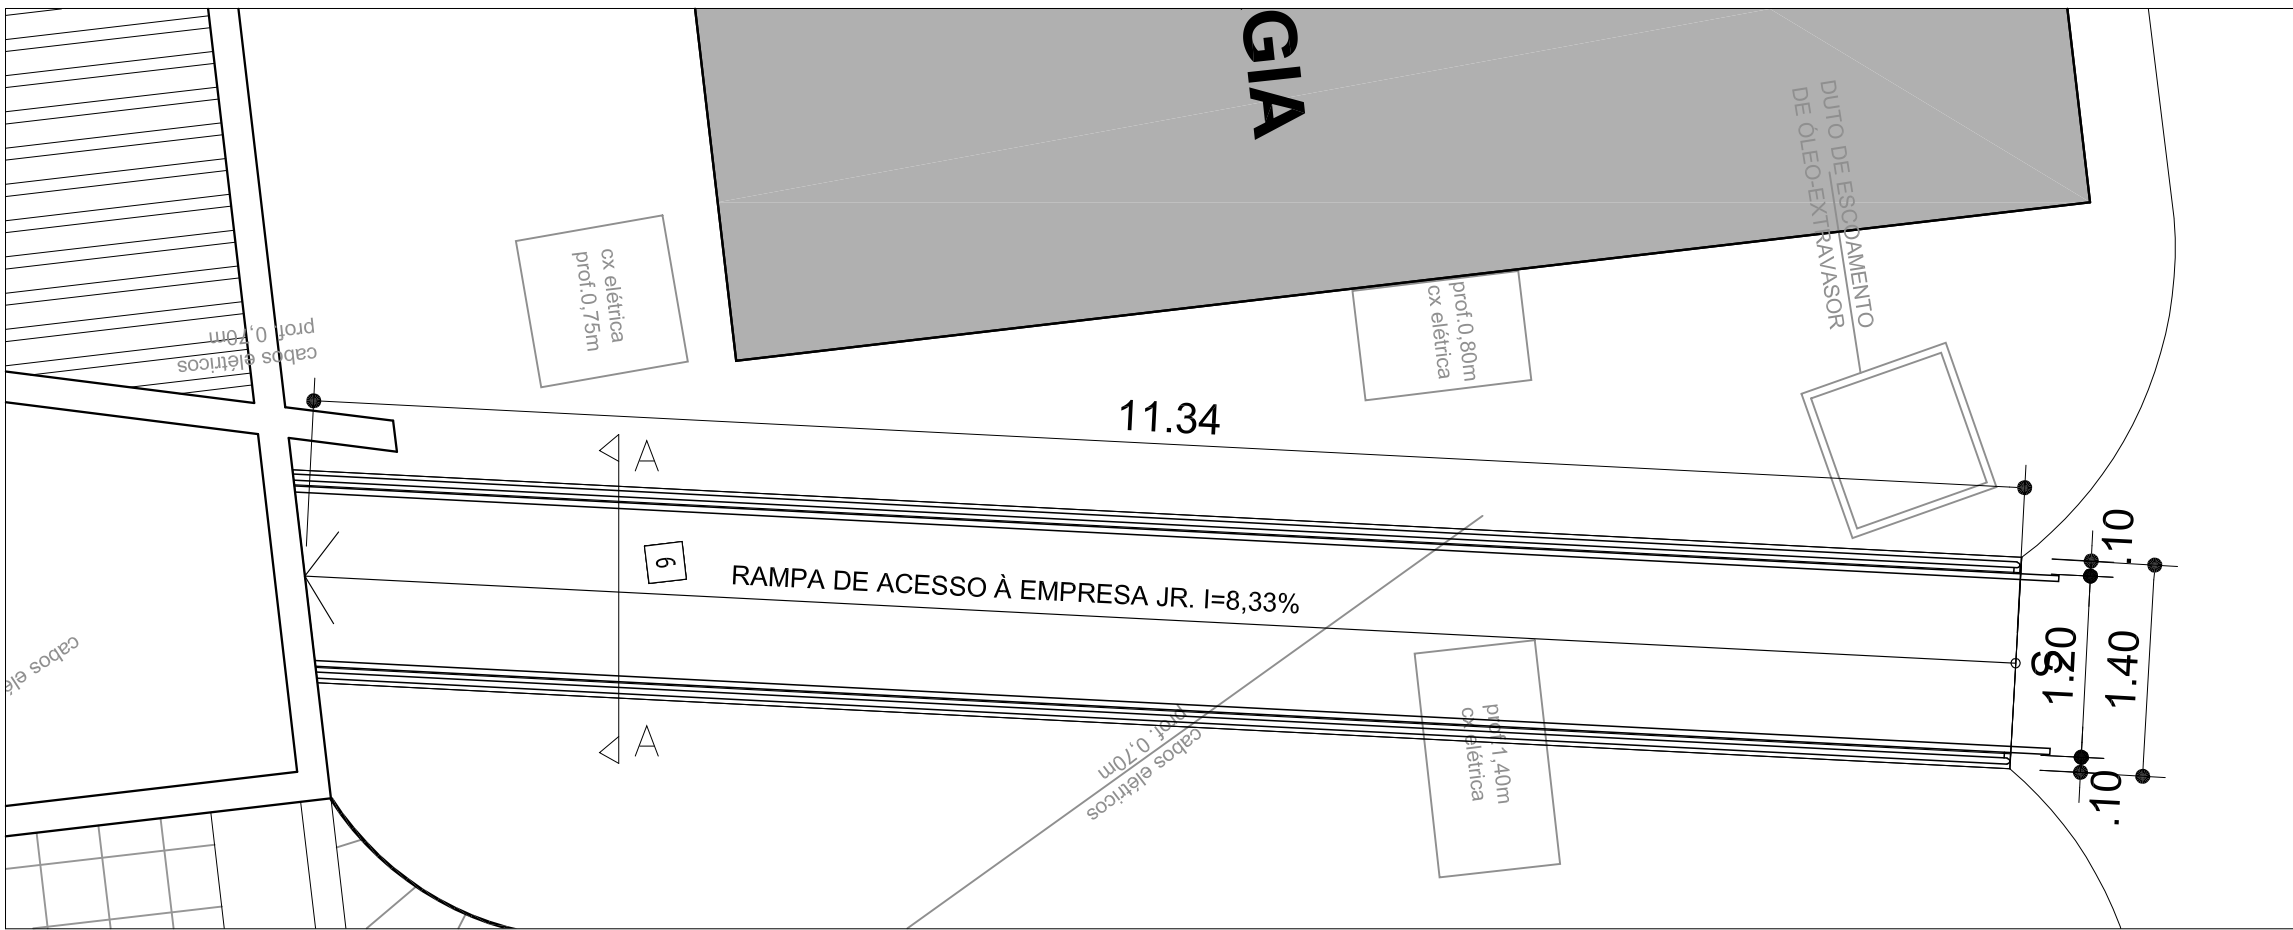 GIA
DUTO DE ESCOAMENTO
DE ÓLEO-EXTRAVASOR
cx elétrica
prof.0,75m
prof.0,80m
cx elétrica
cabos elétricos
prof.0,70m
11.34
A
6
RAMPA DE ACESSO À EMPRESA JR. I=8,33%
.10
S
1.20
1.40
.10
A
cabos elé
cabos elétricos
prof. 0,70m
prof.1,40m
cx elétrica